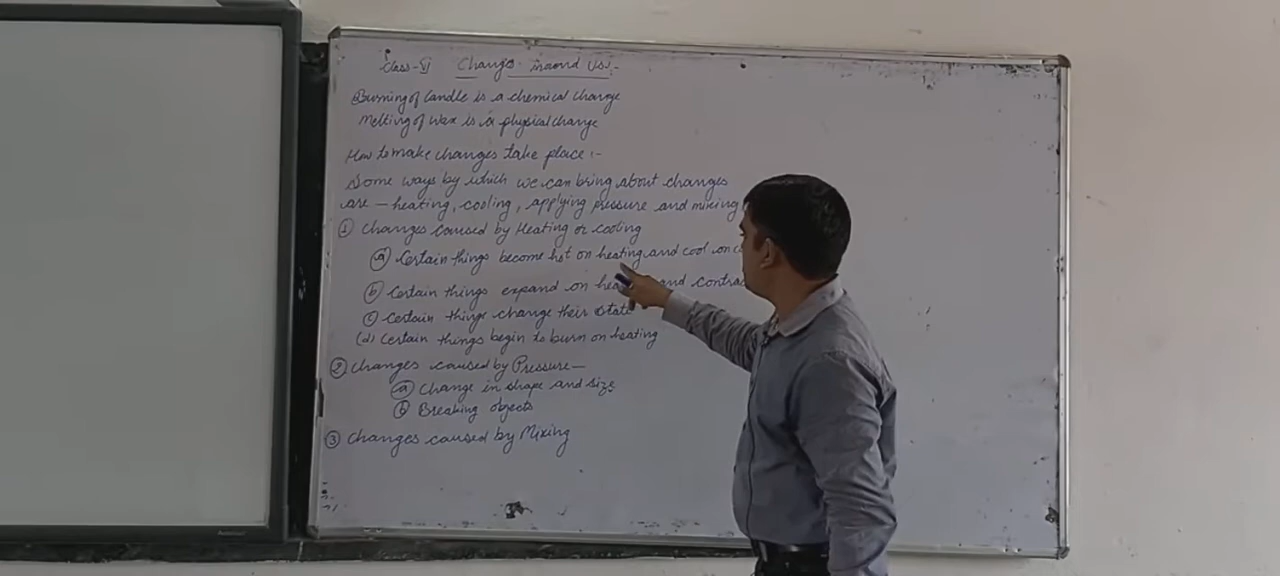 Class-VI Changes around Us:-
Burning of Candle is a chemical change
Melting of wax is a physical change
How to make changes take place :-
Some ways by which we can bring about changes
are - heating, cooling, applying pressure and mixing
① Changes caused by Heating or cooling
(a) Certain things become hot on heating and cool on
(b) Certain things expand on and
(c) Certain things change their state
(d) Certain things begin to burn on heating
② Changes caused by Pressure -
(a) Change in shape and size
(b) Breaking objects
③ Changes caused by Mixing